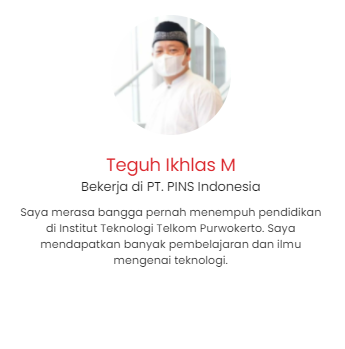 Teguh Ikhlas M
Bekerja di PT. PINS Indonesia
Saya merasa bangga pernah menempuh pendidikan
di Institut Teknologi Telkom Purwokerto. Saya
mendapatkan banyak pembelajaran dan ilmu
mengenai teknologi.